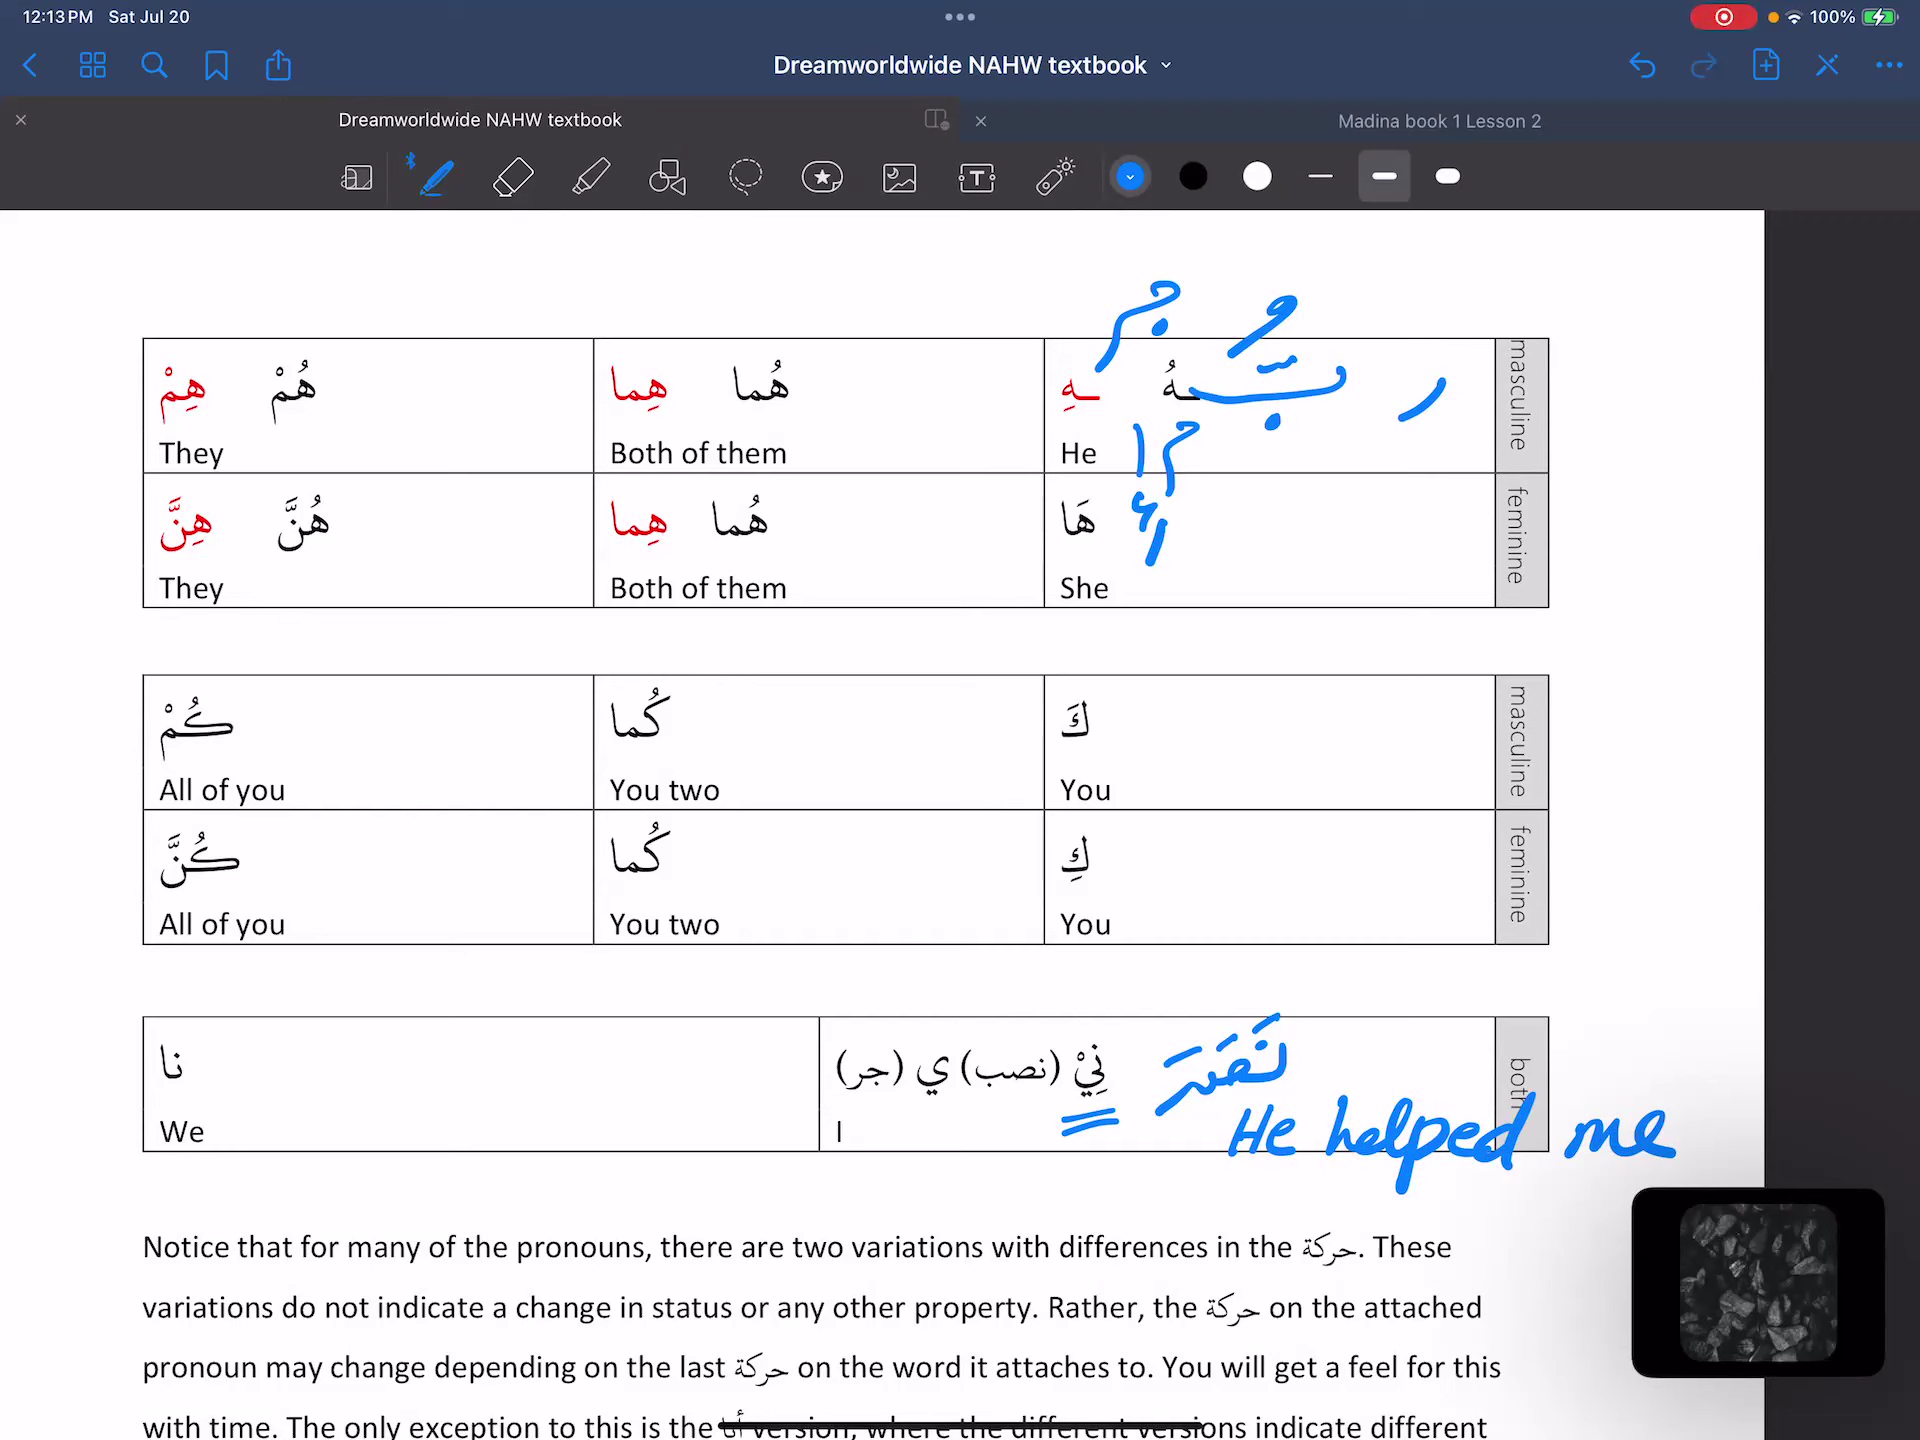 12:13 PM Sat Jul 20
100%
Dreamworldwide NAHW textbook
Dreamworldwide NAHW textbook
Madina book 1 Lesson 2
هُمْ هِمْ
They
هُما هِما
Both of them
ـهُ ـهِ
He
masculine
هُنَّ هِنَّ
They
هُما هِما
Both of them
هَا
She
feminine
كُمْ
All of you
كُما
You two
كَ
You
masculine
كُنَّ
All of you
كُما
You two
كِ
You
feminine
نا
We
نِيْ (نصب) ي (جر)
I
both
نَصَرَ
He helped me
Notice that for many of the pronouns, there are two variations with differences in the حركة. These
variations do not indicate a change in status or any other property. Rather, the حركة on the attached
pronoun may change depending on the last حركة on the word it attaches to. You will get a feel for this
with time. The only exception to this is the أنا version, where the different versions indicate different